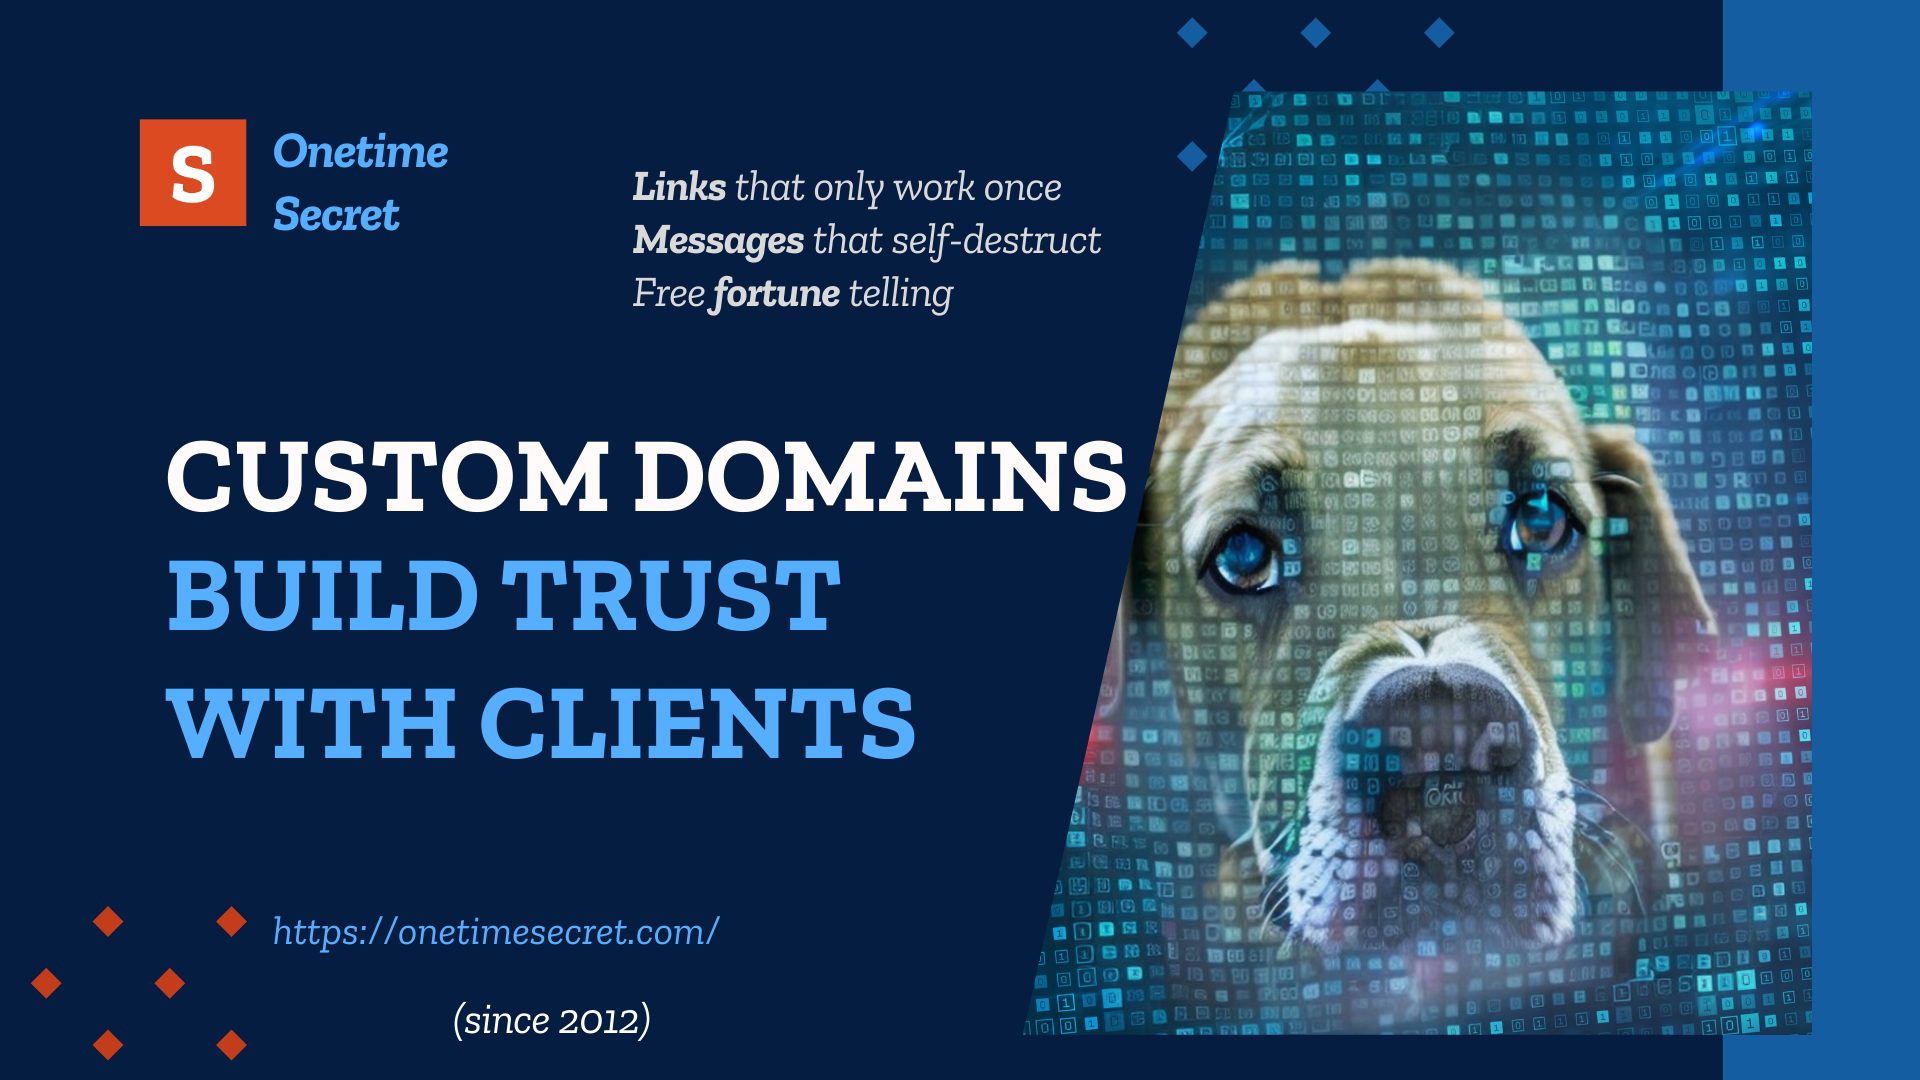 S
Onetime
Secret
Links that only work once
Messages that self-destruct
Free fortune telling
CUSTOM DOMAINS
BUILD TRUST
WITH CLIENTS
https://onetimesecret.com/
(since 2012)